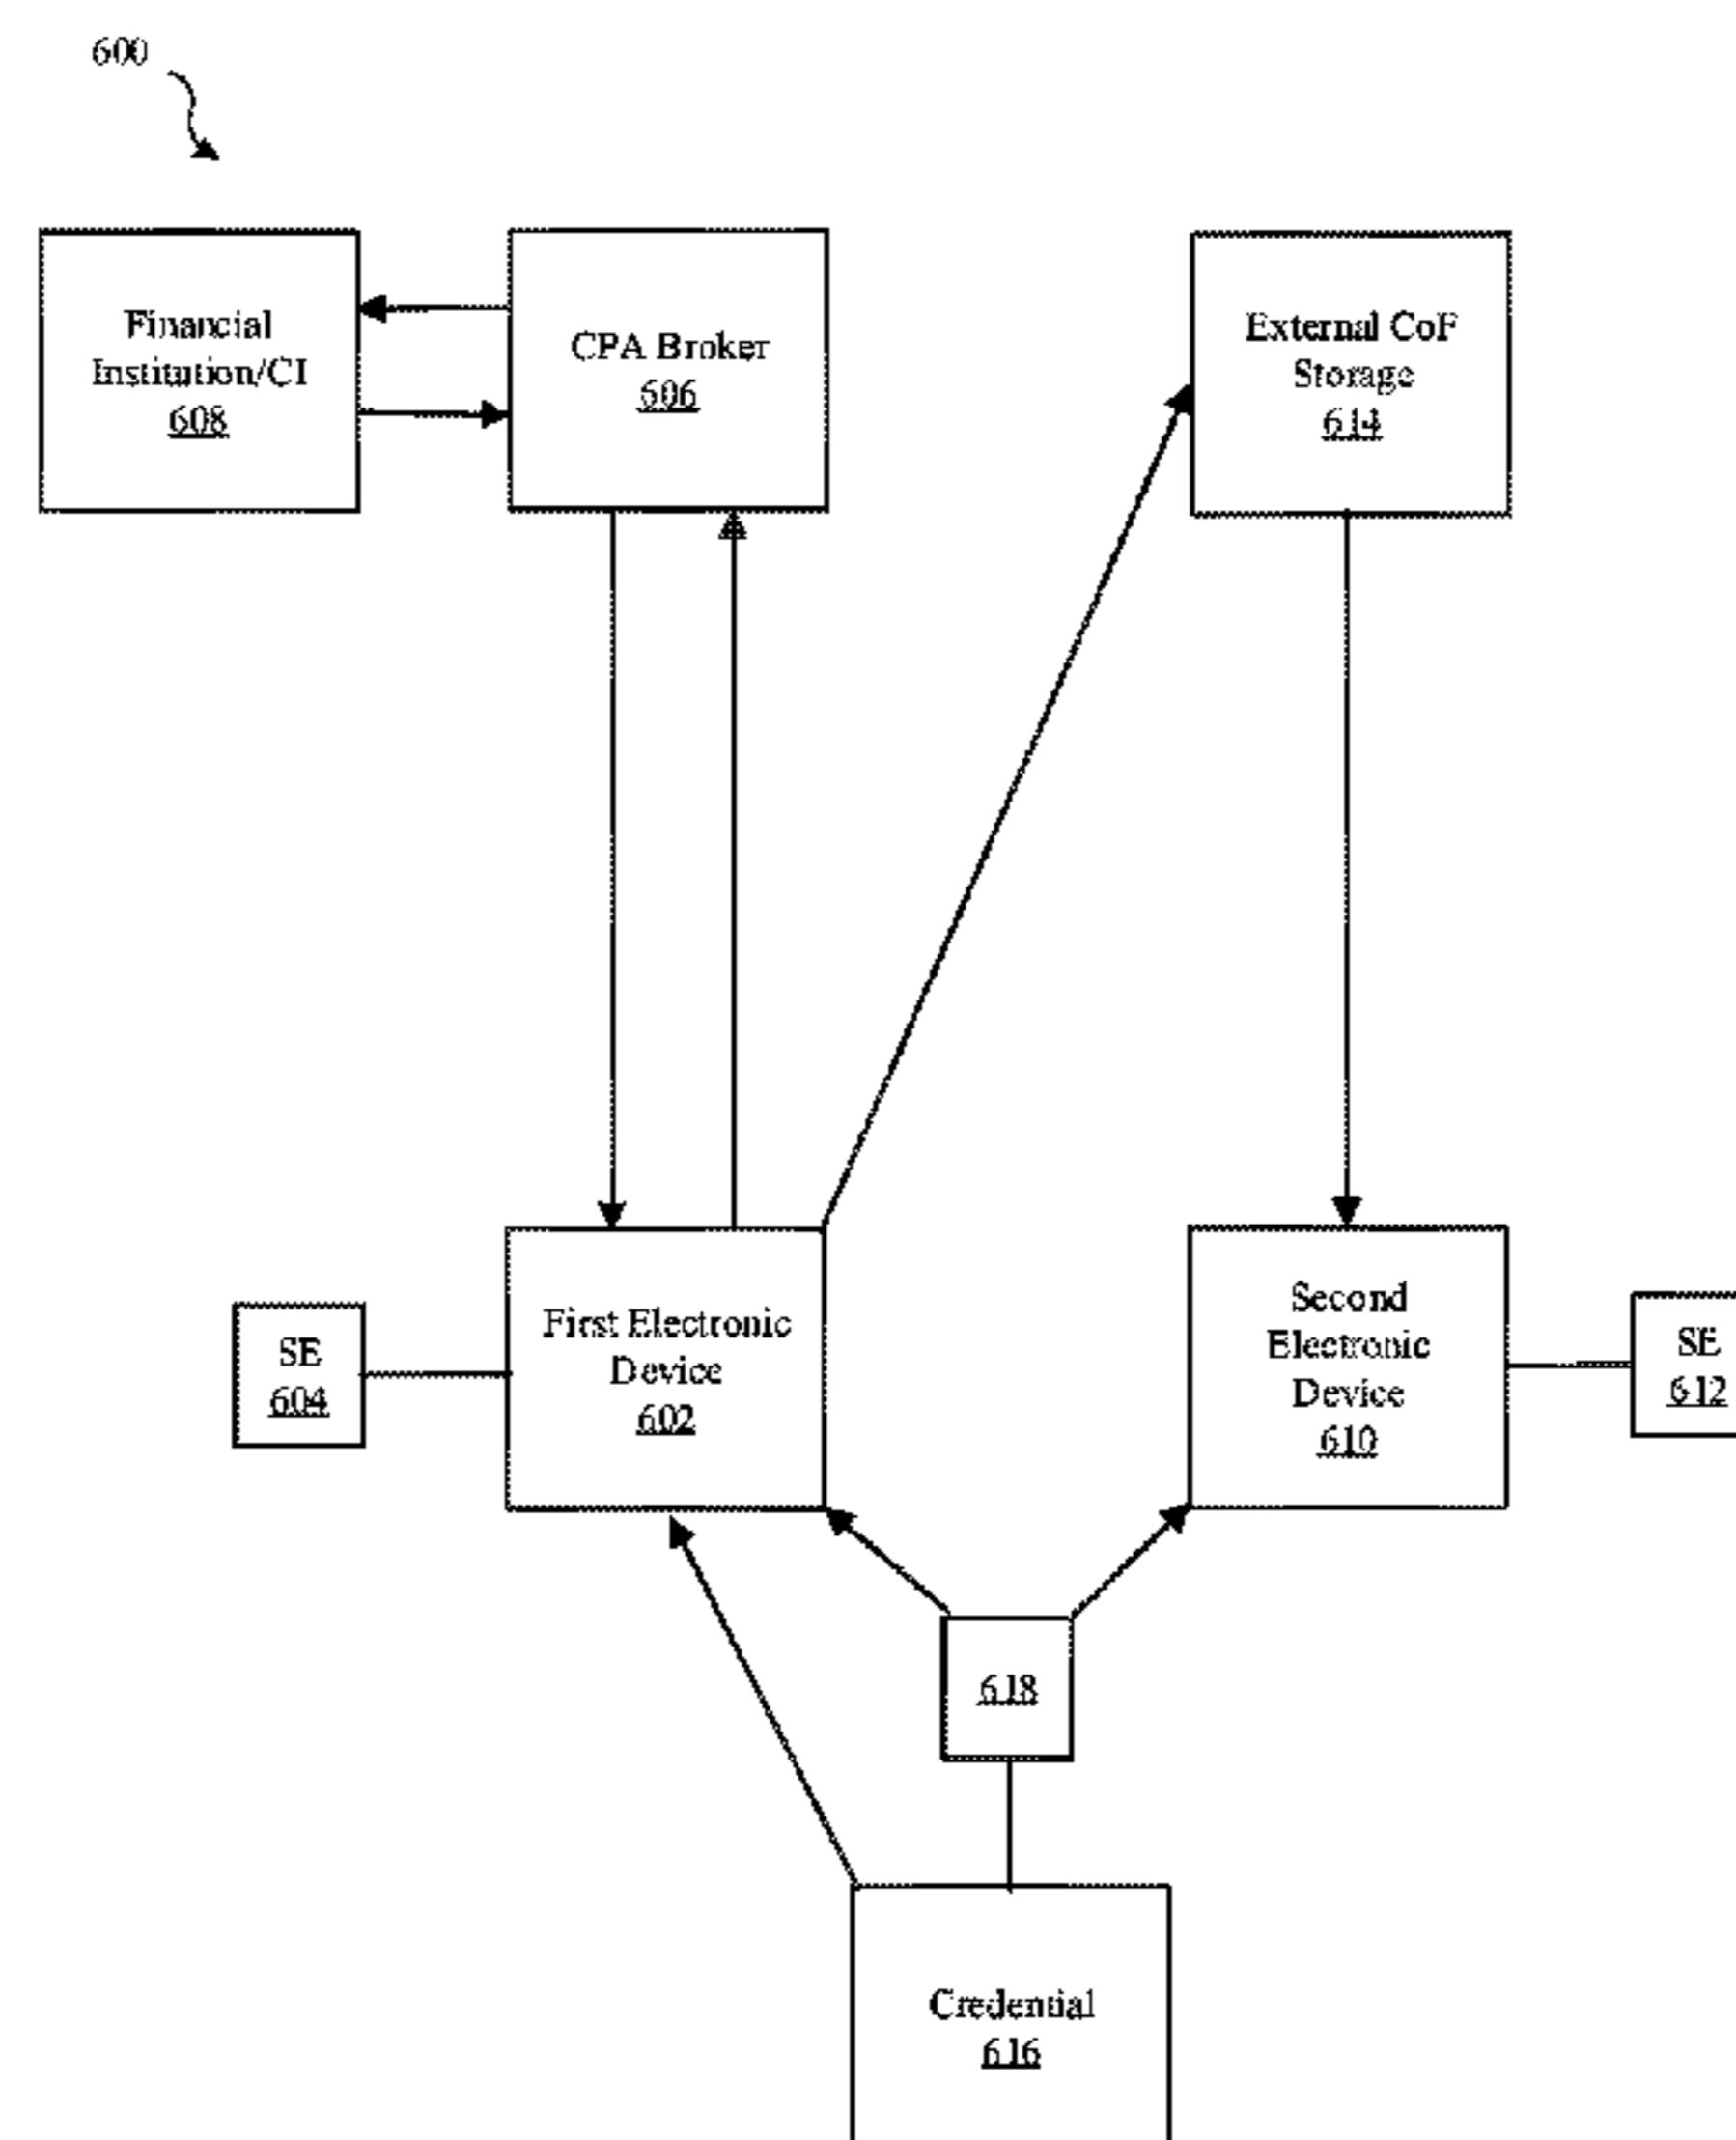 600
Financial
Institution/CI
608
CPA Broker
606
External CoF
Storage
614
SE
604
First Electronic
Device
602
Second
Electronic
Device
610
SE
612
618
Credential
616